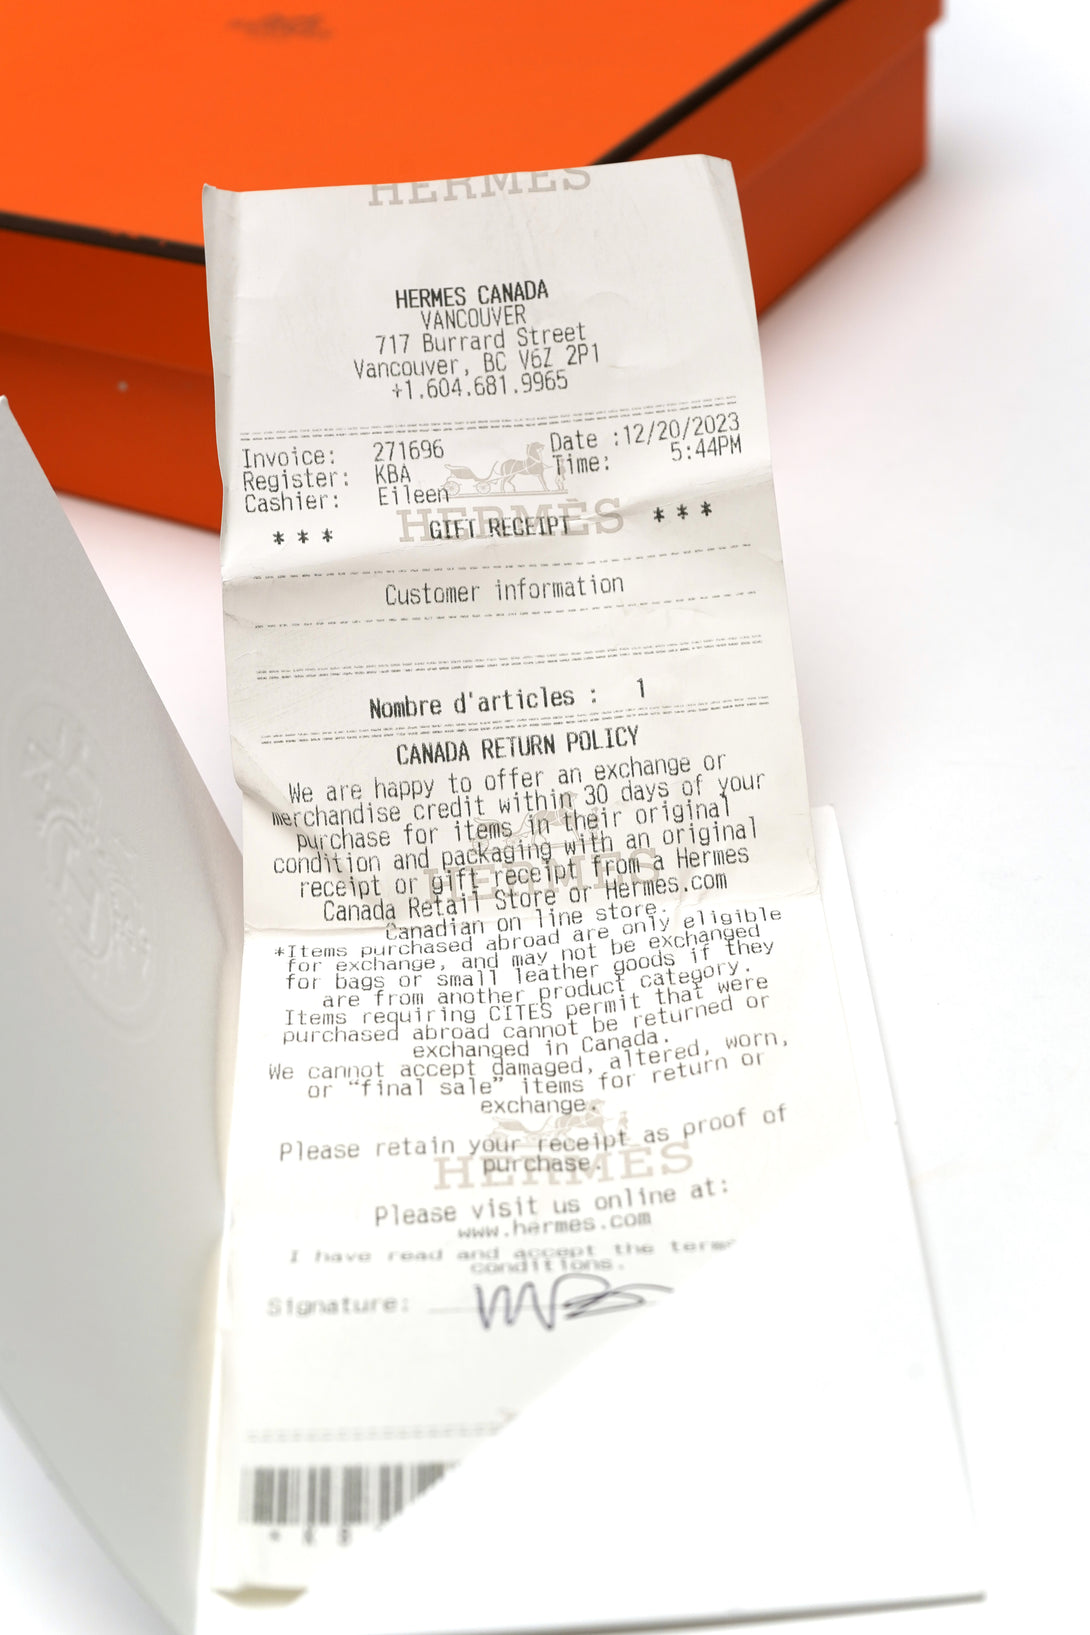 HERMÈS
HERMES CANADA
VANCOUVER
717 Burrard Street
Vancouver, BC V6Z 2P1
+1.604.681.9965
Invoice: 271696 Date :12/20/2023
Register: KBA Time: 5:44PM
Cashier: Eileen
HERMÈS
*** GIFT RECEIPT ***
Customer information
Nombre d'articles : 1
CANADA RETURN POLICY
We are happy to offer an exchange or
merchandise credit within 30 days of your
purchase for items in their original
condition and packaging with an original
receipt or gift receipt from a Hermes
Canada Retail Store or Hermes.com
Canadian on line store.
HERMÈS
*Items purchased abroad are only eligible
for exchange, and may not be exchanged
for bags or small leather goods if they
are from another product category.
Items requiring CITES permit that were
purchased abroad cannot be returned or
exchanged in Canada.
We cannot accept damaged, altered, worn,
or “final sale” items for return or
exchange.
Please retain your receipt as proof of
purchase.
HERMÈS
Please visit us online at:
www.hermes.com
I have read and accept the terms
conditions.
Signature: